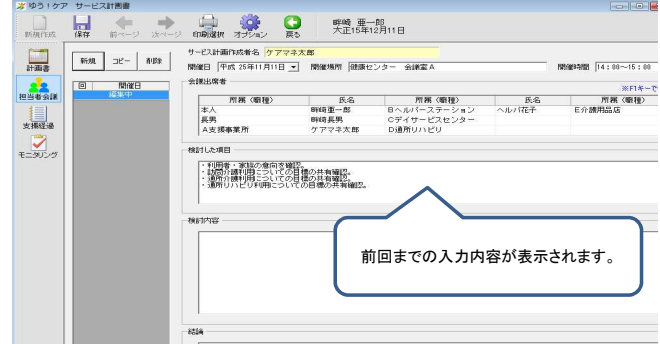 ゆう!ケア サービス計画書
新規作成 保存 前ページ 次ページ 印刷選択 オプション 戻る
畔崎 亜一郎
大正15年12月11日
計画書
担当者会議
支援経過
モニタリング
新規 コピー 削除
回 開催日
編集中
サービス計画作成者名 ケアマネ太郎
開催日 平成 25年11月11日 開催場所 健康センター 会議室A 開催時間 14:00~15:00
会議出席者
※F1キーで
所属(職種) 氏名 所属(職種) 氏名 所属(職種)
本人 畔崎亜一郎 Bヘルパーステーション ヘルパ花子 E介護用品店
長男 畔崎長男 Cデイサービスセンター
A支援事業所 ケアマネ太郎 D通所リハビリ
検討した項目
・利用者・家族の意向を確認。
・訪問介護利用についての目標の共有確認。
・通所介護利用についての目標の共有確認。
・通所リハビリ利用についての目標の共有確認。
前回までの入力内容が表示されます。
検討内容
結論